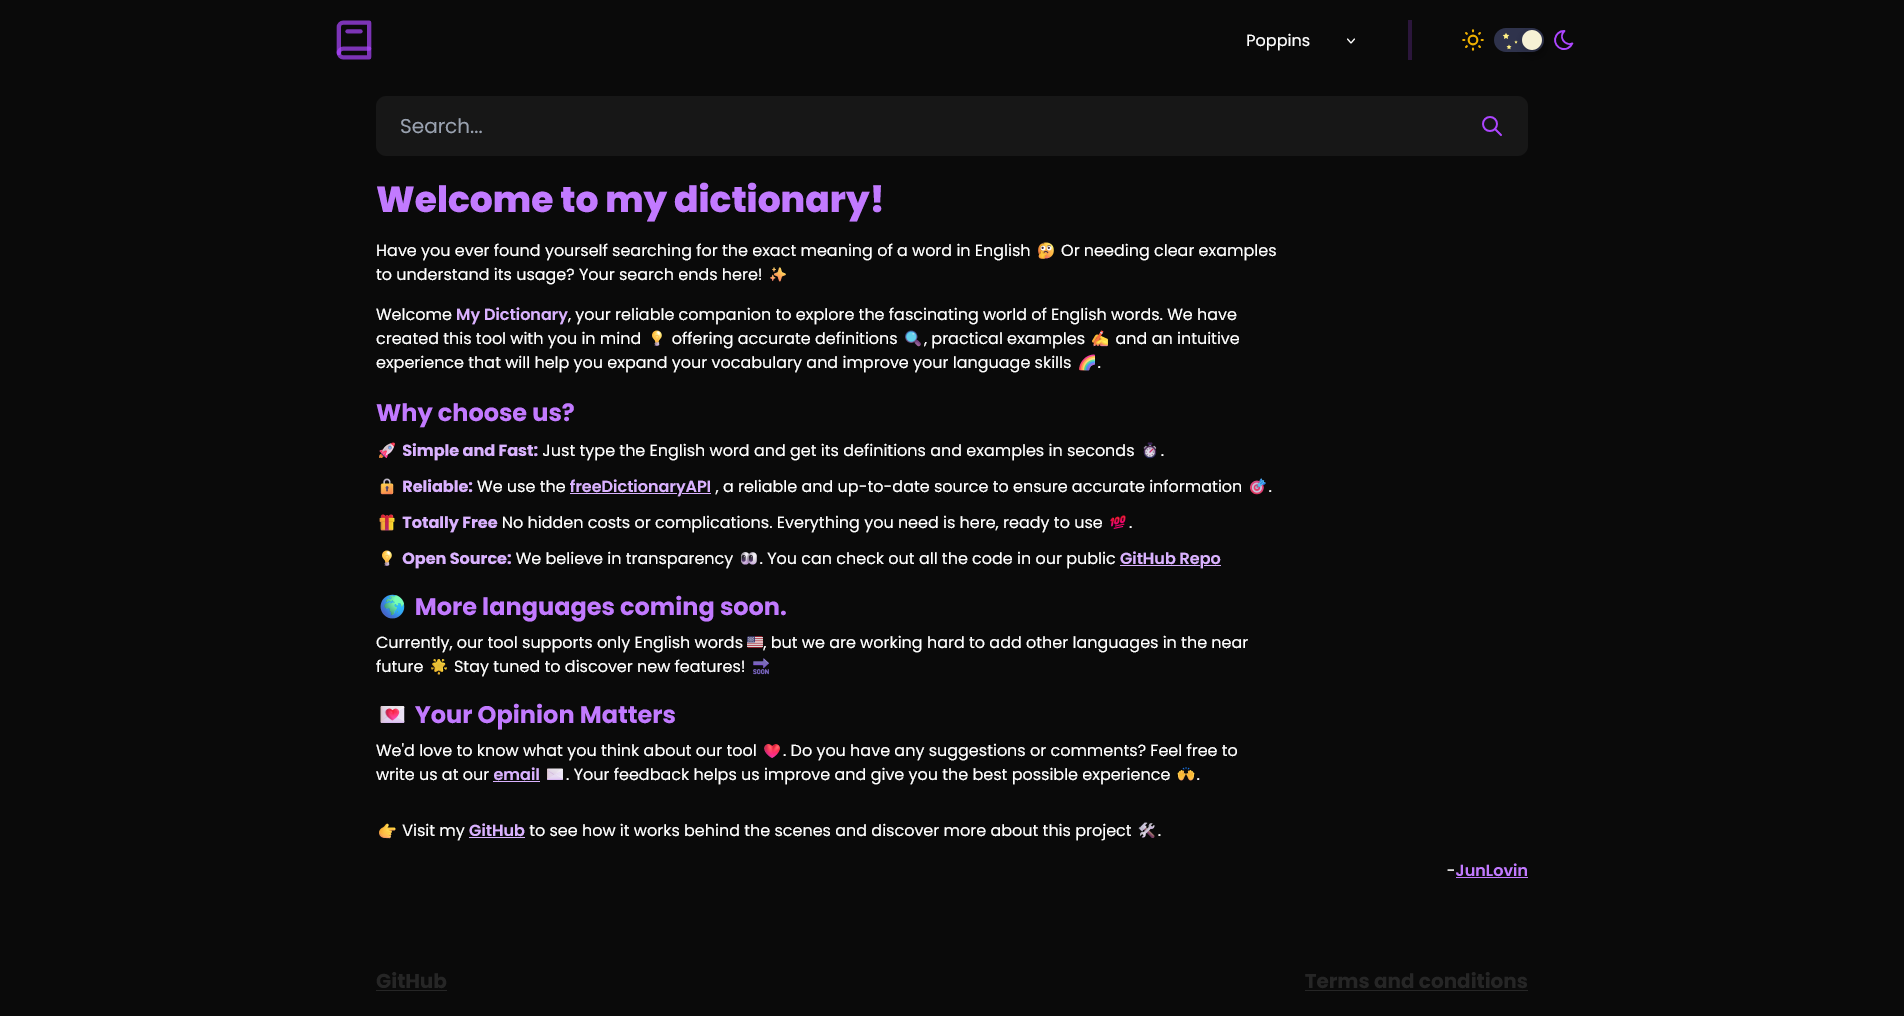 Poppins
Search...
Welcome to my dictionary!
Have you ever found yourself searching for the exact meaning of a word in English 🤔 Or needing clear examples
to understand its usage? Your search ends here! ✨
Welcome My Dictionary, your reliable companion to explore the fascinating world of English words. We have
created this tool with you in mind 💡 offering accurate definitions 🔍, practical examples ✍️ and an intuitive
experience that will help you expand your vocabulary and improve your language skills 🌈.
Why choose us?
🚀 Simple and Fast: Just type the English word and get its definitions and examples in seconds ⏱️.
🔒 Reliable: We use the freeDictionaryAPI , a reliable and up-to-date source to ensure accurate information 🎯.
🎁 Totally Free No hidden costs or complications. Everything you need is here, ready to use 💯.
💡 Open Source: We believe in transparency 👀. You can check out all the code in our public GitHub Repo
🌍 More languages coming soon.
Currently, our tool supports only English words🇺🇸, but we are working hard to add other languages in the near
future 🌟 Stay tuned to discover new features! 🔜
💌 Your Opinion Matters
We'd love to know what you think about our tool ❤️. Do you have any suggestions or comments? Feel free to
write us at our email ✉️. Your feedback helps us improve and give you the best possible experience 🙌.
👉 Visit my GitHub to see how it works behind the scenes and discover more about this project 🛠️.
-JunLovin
GitHub
Terms and conditions